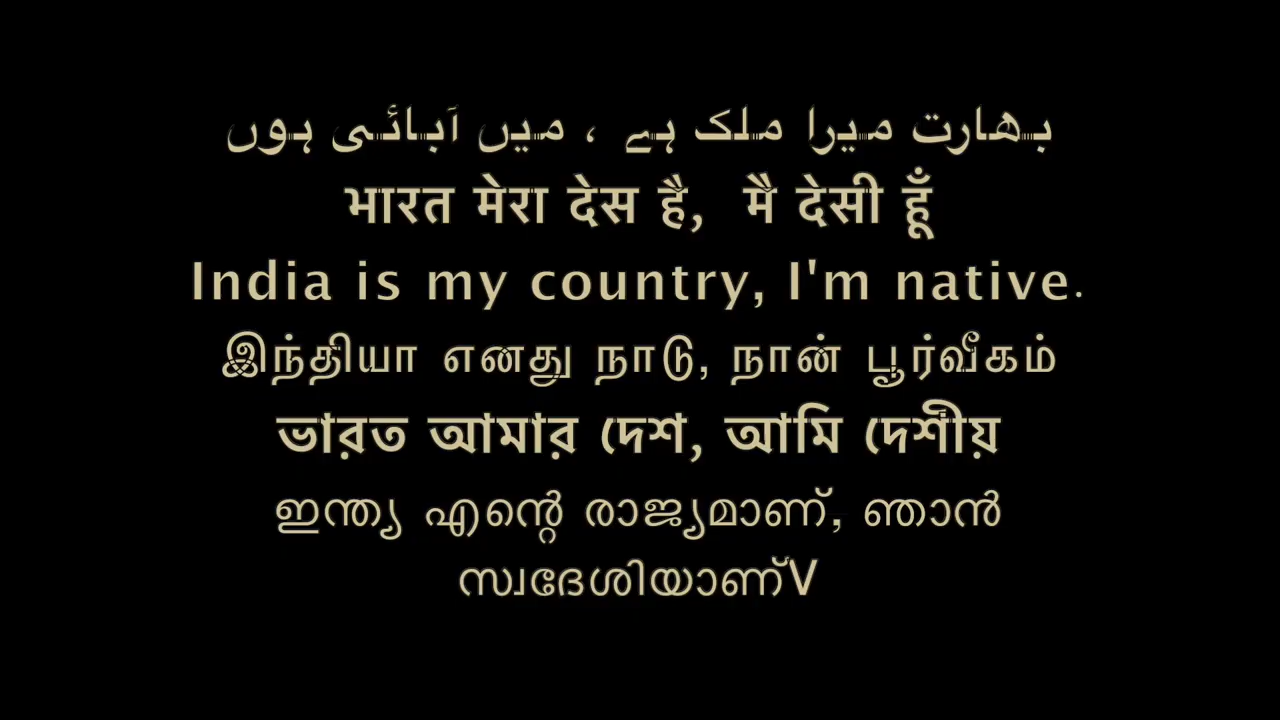 بھارت میرا ملک ہے ، میں آبائی ہوں
भारत मेरा देस है, मै देसी हूँ
India is my country, I'm native.
இந்தியா எனது நாடு, நான் பூர்வீகம்
ভারত আমার দেশ, আমি দেশীয়
ഇന്ത്യ എന്റെ രാജ്യമാണ്, ഞാൻ
സ്വദേശിയാണ്V